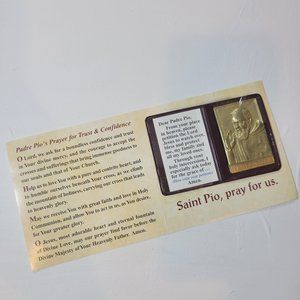 Padre Pio's Prayer for Trust & Confidence
O Lord, we ask for a boundless confidence and trust
in Your divine mercy, and the courage to accept the
crosses and sufferings that bring immense goodness to our
souls and that of Your Church.
Help us to love You with a pure and contrite heart, and
to humble ourselves beneath Your cross, as we climb
the mountain of holiness, carrying our cross that leads
to heavenly glory.
May we receive You with great faith and love in Holy
Communion, and allow You to act in us, as You desire,
for Your greater glory.
O Jesus, most adorable heart and eternal fountain
of Divine Love, may our prayer find favor before the
Divine Majesty of Your Heavenly Father. Amen.
Dear Padre Pio,
From your place
in heaven, please
petition the Lord
Jesus to watch over,
bless and protect me,
my family and
all my loved ones.
Through your
holy intercession, I
especially ask today
for the grace of...
Amen.
Saint Pio, pray for us.